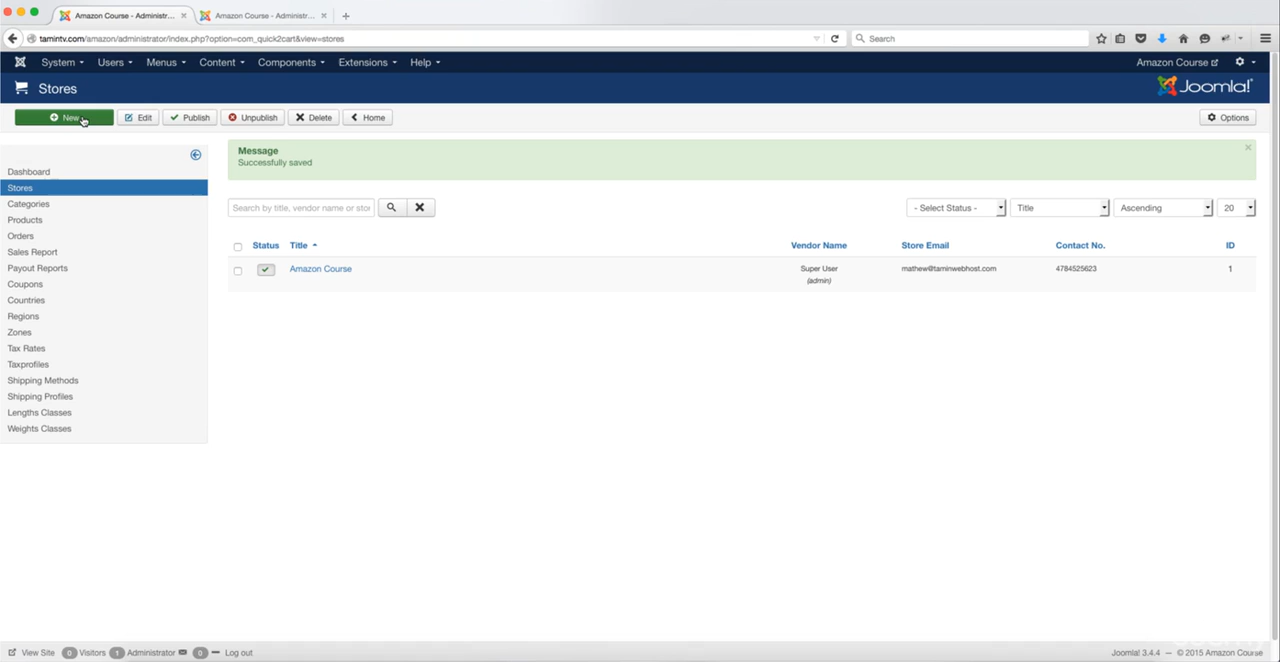 Amazon Course - Administr...
Amazon Course - Administr...
tamintv.com/amazon/administrator/index.php?option=com_quick2cart&view=stores
Search
System Users Menus Content Components Extensions Help
Amazon Course
Stores
Joomla!
New
Edit
Publish
Unpublish
Delete
Home
Options
Dashboard
Stores
Categories
Products
Orders
Sales Report
Payout Reports
Coupons
Countries
Regions
Zones
Tax Rates
Taxprofiles
Shipping Methods
Shipping Profiles
Lengths Classes
Weights Classes
Message
Successfully saved
Search by title, vendor name or stor
- Select Status -
Title
Ascending
20
Status Title Vendor Name Store Email Contact No. ID
Amazon Course Super User mathew@taminwebhost.com 4784525623 1
(admin)
View Site 0 Visitors 1 Administrator 0 Log out
Joomla! 3.4.4 — © 2015 Amazon Course